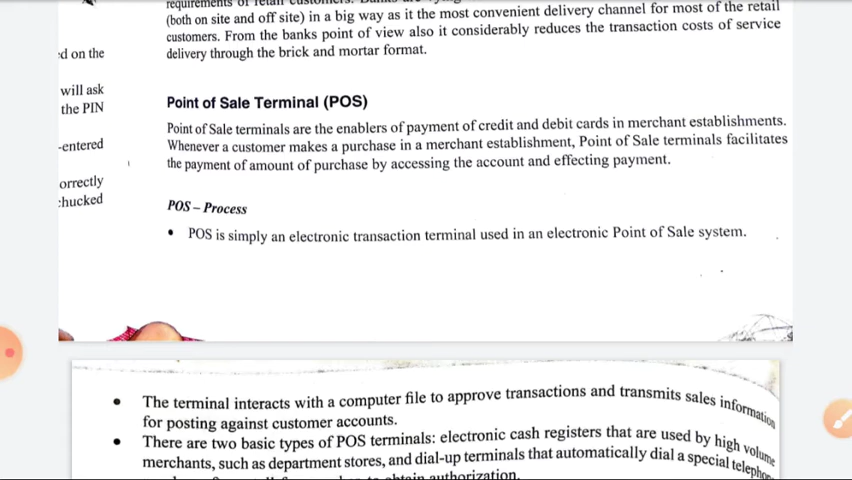 requirements of retail customers.
(both on site and off site) in a big way as it the most convenient delivery channel for most of the retail
customers. From the banks point of view also it considerably reduces the transaction costs of service
delivery through the brick and mortar format.
d on the
will ask
the PIN
-entered
orrectly
hucked
Point of Sale Terminal (POS)
Point of Sale terminals are the enablers of payment of credit and debit cards in merchant establishments.
Whenever a customer makes a purchase in a merchant establishment, Point of Sale terminals facilitates
the payment of amount of purchase by accessing the account and effecting payment.
POS – Process
• POS is simply an electronic transaction terminal used in an electronic Point of Sale system.
• The terminal interacts with a computer file to approve transactions and transmits sales information
for posting against customer accounts.
• There are two basic types of POS terminals: electronic cash registers that are used by high volume
merchants, such as department stores, and dial-up terminals that automatically dial a special telepho
to obtain authorization.